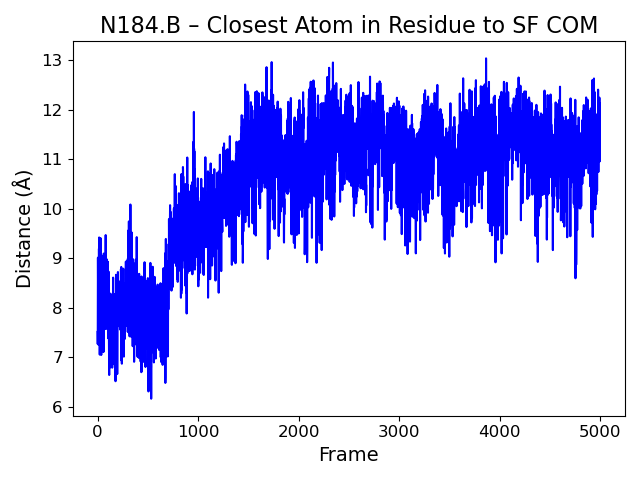 N184.B – Closest Atom in Residue to SF COM
13
12
11
10
9
8
7
6
Distance (Å)
0 1000 2000 3000 4000 5000
Frame